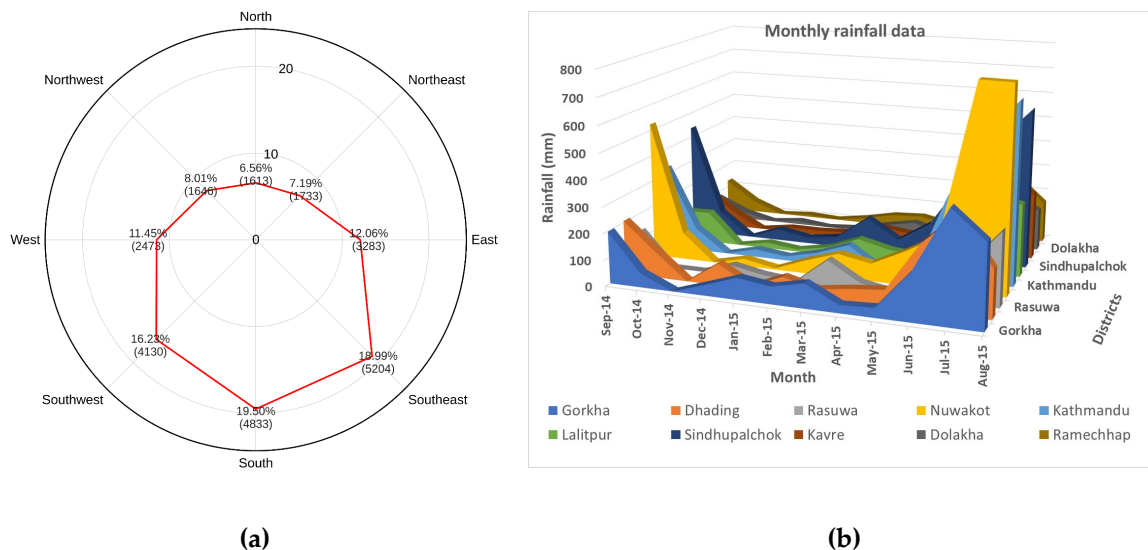 North
Northwest
Northeast
20
10
6.56%
(1613)
8.01%
(1646)
7.19%
(1733)
West
11.45%
(2473)
0
12.06%
(3283)
East
16.23%
(4130)
18.99%
(5204)
Southwest
19.50%
(4833)
Southeast
South
(a)
Monthly rainfall data
Rainfall (mm)
800
700
600
500
400
300
200
100
0
Sep-14
Oct-14
Nov-14
Dec-14
Jan-15
Feb-15
Mar-15
Apr-15
May-15
Jun-15
Jul-15
Aug-15
Month
Dolakha
Sindhupalchok
Kathmandu
Rasuwa
Gorkha
Districts
Gorkha Dhading Rasuwa Nuwakot Kathmandu
Lalitpur Sindhupalchok Kavre Dolakha Ramechhap
(b)